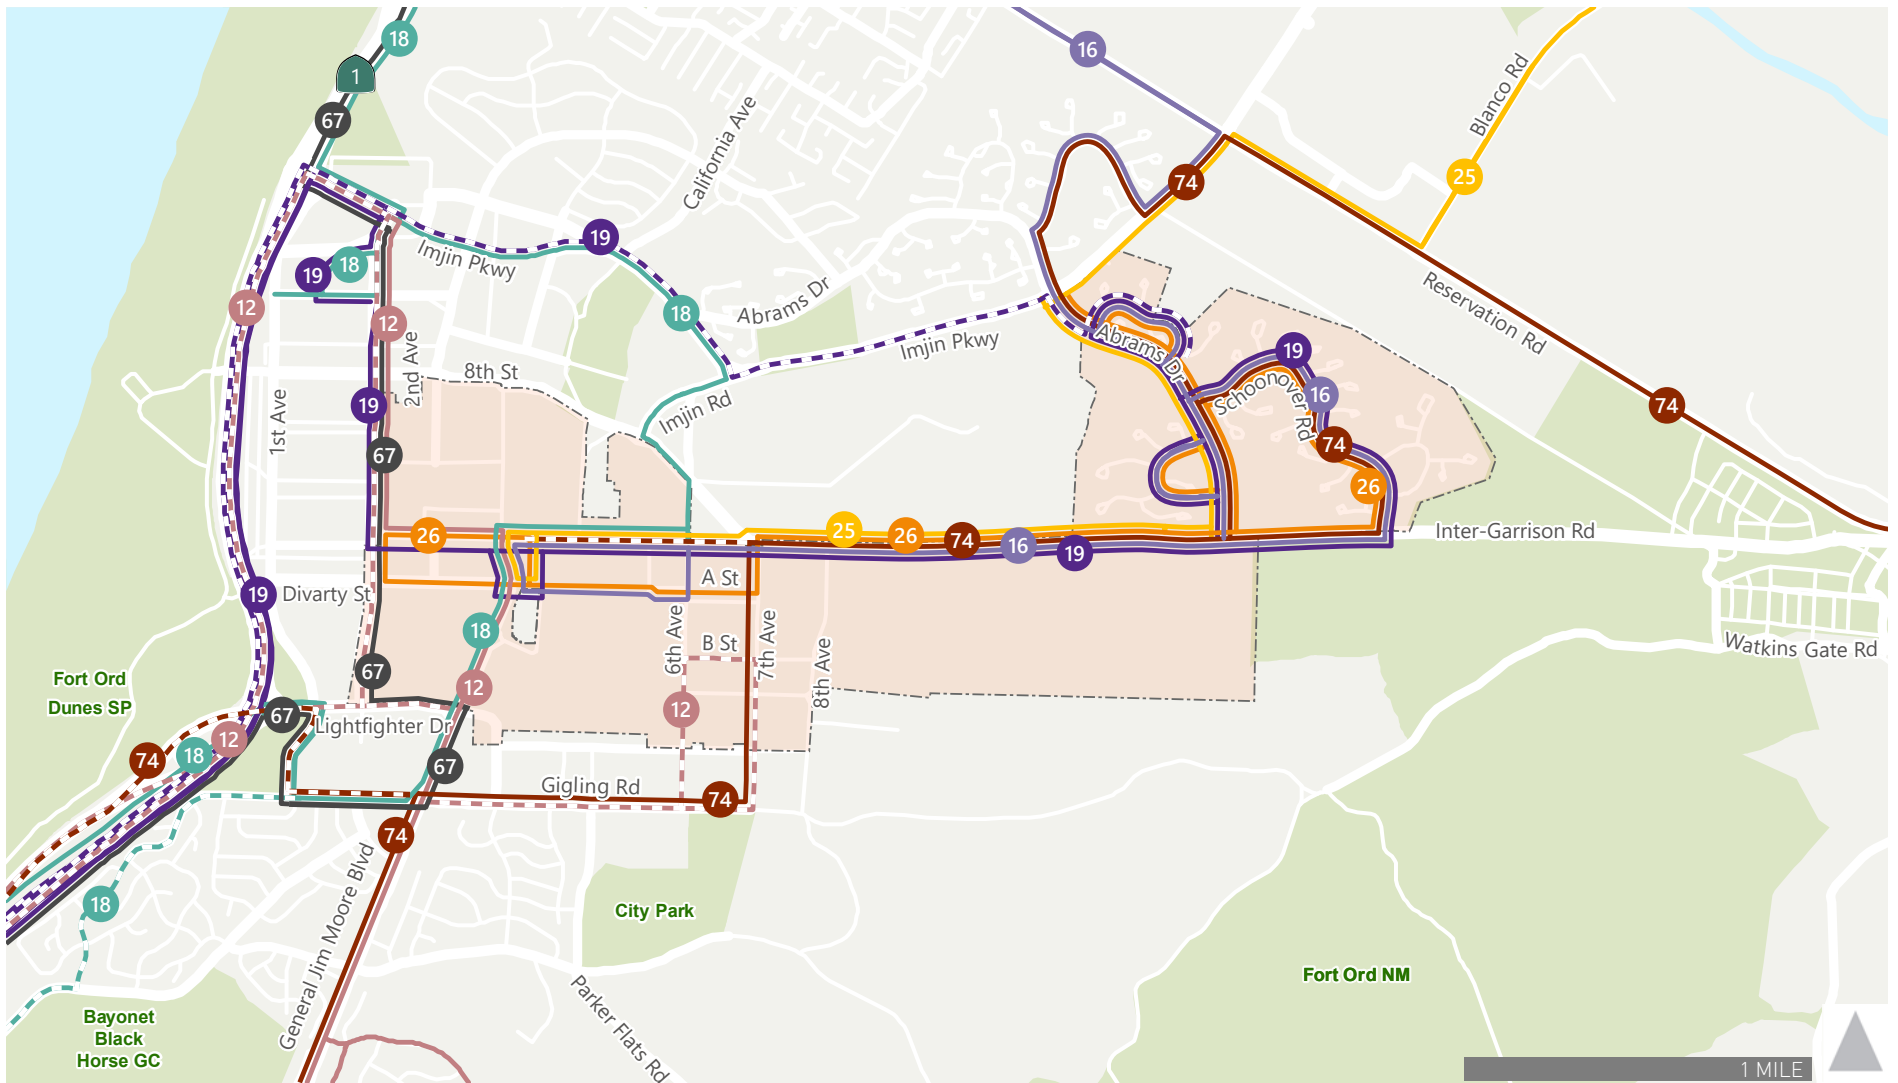 18
16
1
67
Blanco Rd
California Ave
25
74
19
Imjin Pkwy
18
19
12
18
Abrams Dr
Reservation Rd
12
Imjin Pkwy
Abrams Dr
19
2nd Ave
8th St
16
Schoonover Rd
19
1st Ave
Imjin Rd
74
74
67
26
26
25
26
74
16
19
Inter-Garrison Rd
A St
19
Divarty St
18
6th Ave
B St
7th Ave
8th Ave
Watkins Gate Rd
Fort Ord
Dunes SP
67
12
12
67
Lightfighter Dr
12
18
74
67
Gigling Rd
74
74
18
General Jim Moore Blvd
City Park
Fort Ord NM
Parker Flats Rd
Bayonet
Black
Horse GC
1 MILE